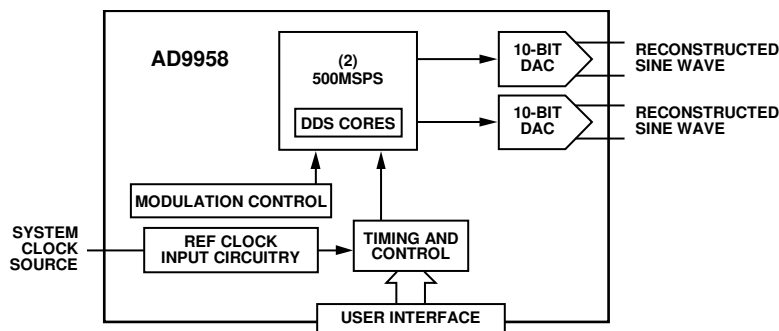 AD9958
(2)
500MSPS
DDS CORES
10-BIT
DAC
RECONSTRUCTED
SINE WAVE
10-BIT
DAC
RECONSTRUCTED
SINE WAVE
MODULATION CONTROL
SYSTEM
CLOCK
SOURCE
REF CLOCK
INPUT CIRCUITRY
TIMING AND
CONTROL
USER INTERFACE